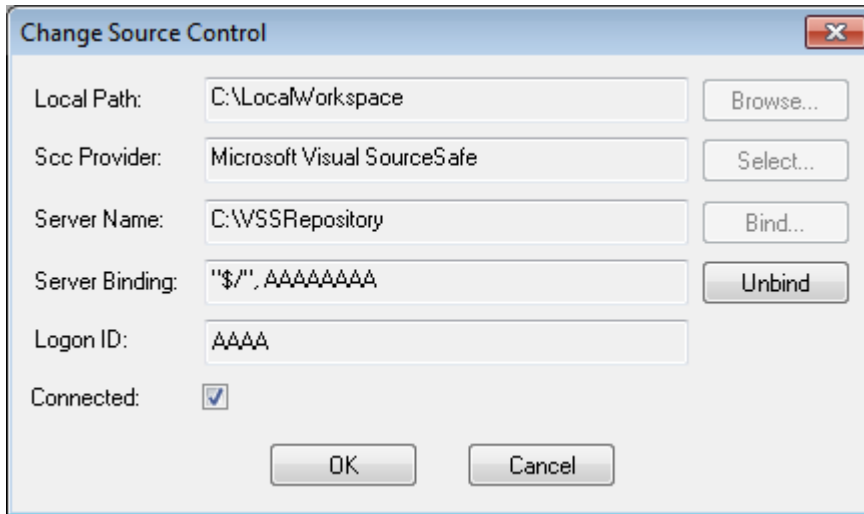 Change Source Control
Local Path: C:\LocalWorkspace Browse...
Scc Provider: Microsoft Visual SourceSafe Select...
Server Name: C:\VSSRepository Bind...
Server Binding: "$/", AAAAAAAA Unbind
Logon ID: AAAA
Connected:
OK Cancel